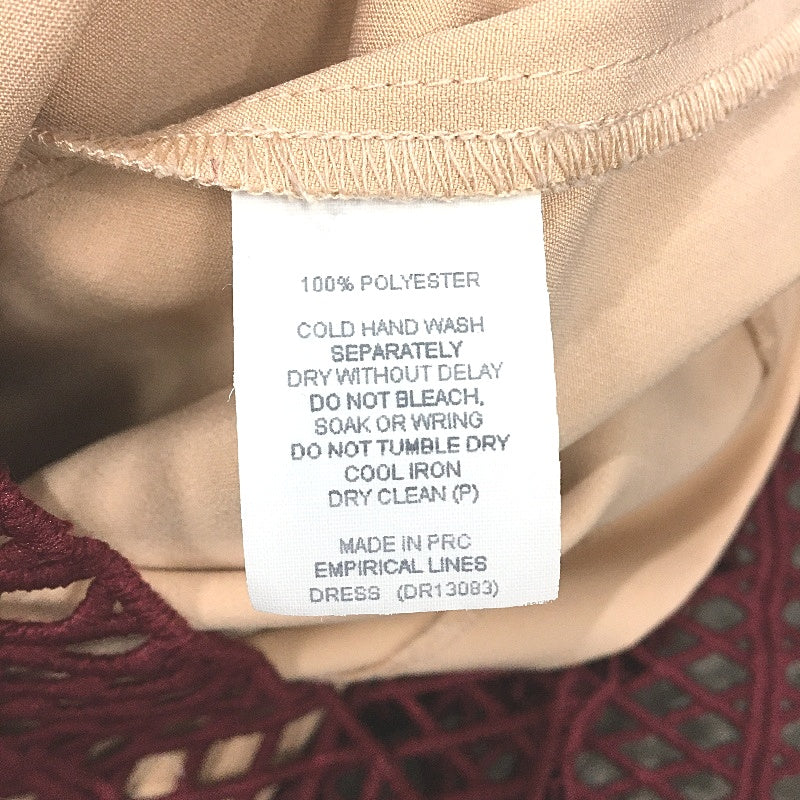 100% POLYESTER
COLD HAND WASH
SEPARATELY
DRY WITHOUT DELAY
DO NOT BLEACH,
SOAK OR WRING
DO NOT TUMBLE DRY
COOL IRON
DRY CLEAN (P)
MADE IN PRC
EMPIRICAL LINES
DRESS (DR13083)